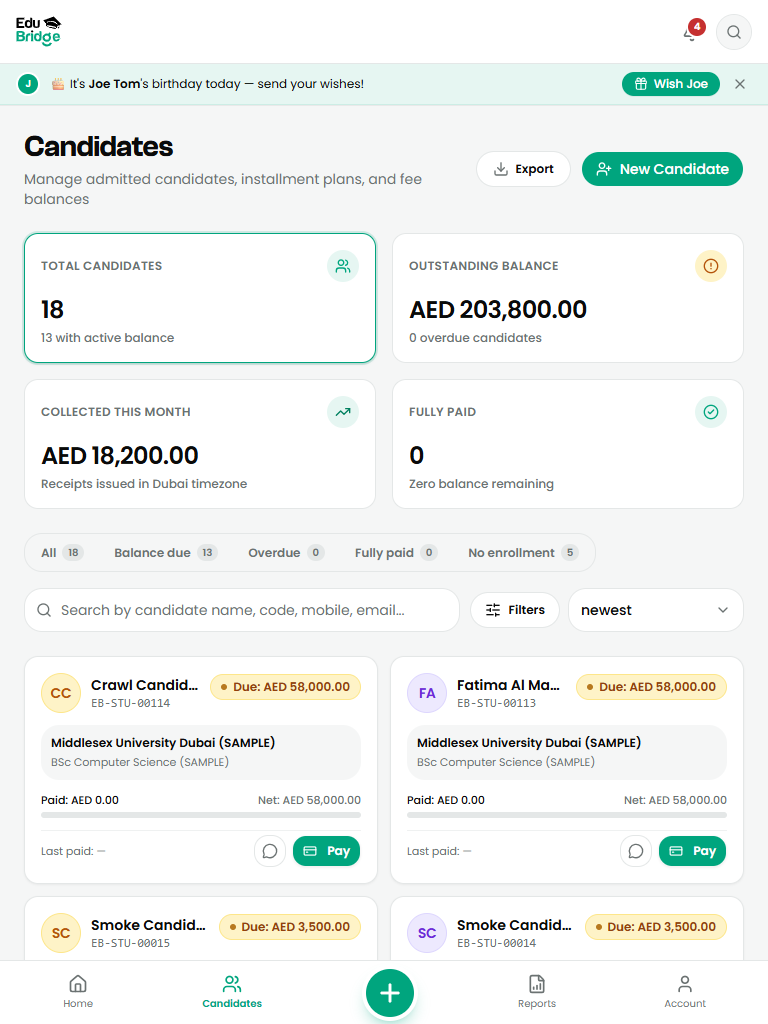 Edu
Bridge
4
J
It's Joe Tom's birthday today — send your wishes!
Wish Joe
Candidates
Manage admitted candidates, installment plans, and fee
balances
Export
New Candidate
TOTAL CANDIDATES
18
13 with active balance
OUTSTANDING BALANCE
AED 203,800.00
0 overdue candidates
COLLECTED THIS MONTH
AED 18,200.00
Receipts issued in Dubai timezone
FULLY PAID
0
Zero balance remaining
All 18 Balance due 13 Overdue 0 Fully paid 0 No enrollment 5
Search by candidate name, code, mobile, email...
Filters
newest
CC
Crawl Candid...
Due: AED 58,000.00
EB-STU-00114
Middlesex University Dubai (SAMPLE)
BSc Computer Science (SAMPLE)
Paid: AED 0.00 Net: AED 58,000.00
Last paid: —
Pay
FA
Fatima Al Ma...
Due: AED 58,000.00
EB-STU-00113
Middlesex University Dubai (SAMPLE)
BSc Computer Science (SAMPLE)
Paid: AED 0.00 Net: AED 58,000.00
Last paid: —
Pay
SC
Smoke Candid...
Due: AED 3,500.00
EB-STU-00015
SC
Smoke Candid...
Due: AED 3,500.00
EB-STU-00014
Home
Candidates
Reports
Account